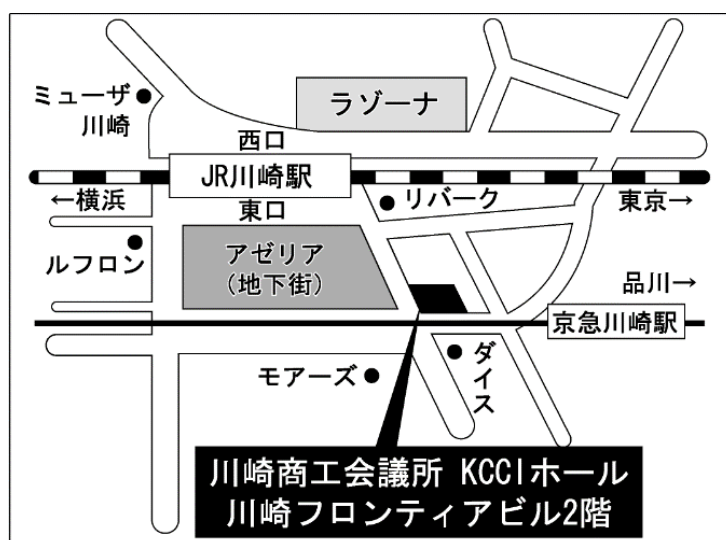 ミューザ
川崎
ラゾーナ
西口
JR川崎駅
←横浜
リバーク
東京→
東口
ルフロン
アゼリア
(地下街)
品川→
京急川崎駅
モアーズ
ダイス
川崎商工会議所 KCCIホール
川崎フロンティアビル2階